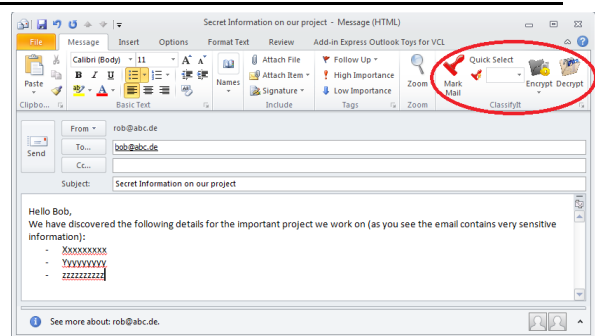 Secret Information on our project - Message (HTML)
File Message Insert Options Format Text Review Add-in Express Outlook Toys for VCL
Paste
Clipbo...
Calibri (Body) 11 A A
B I U
ab A
Basic Text
Names
Attach File
Attach Item
Signature
Include
Follow Up
High Importance
Low Importance
Tags
Zoom
Zoom
Mark Mail
Quick Select
Encrypt Decrypt
ClassifyIt
Send
From rob@abc.de
To... bob@abc.de
Cc...
Subject: Secret Information on our project
Hello Bob,
We have discovered the following details for the important project we work on (as you see the email contains very sensitive
information):
- Xxxxxxxxx
- Yyyyyyyyy
- zzzzzzzzzz
See more about: rob@abc.de.